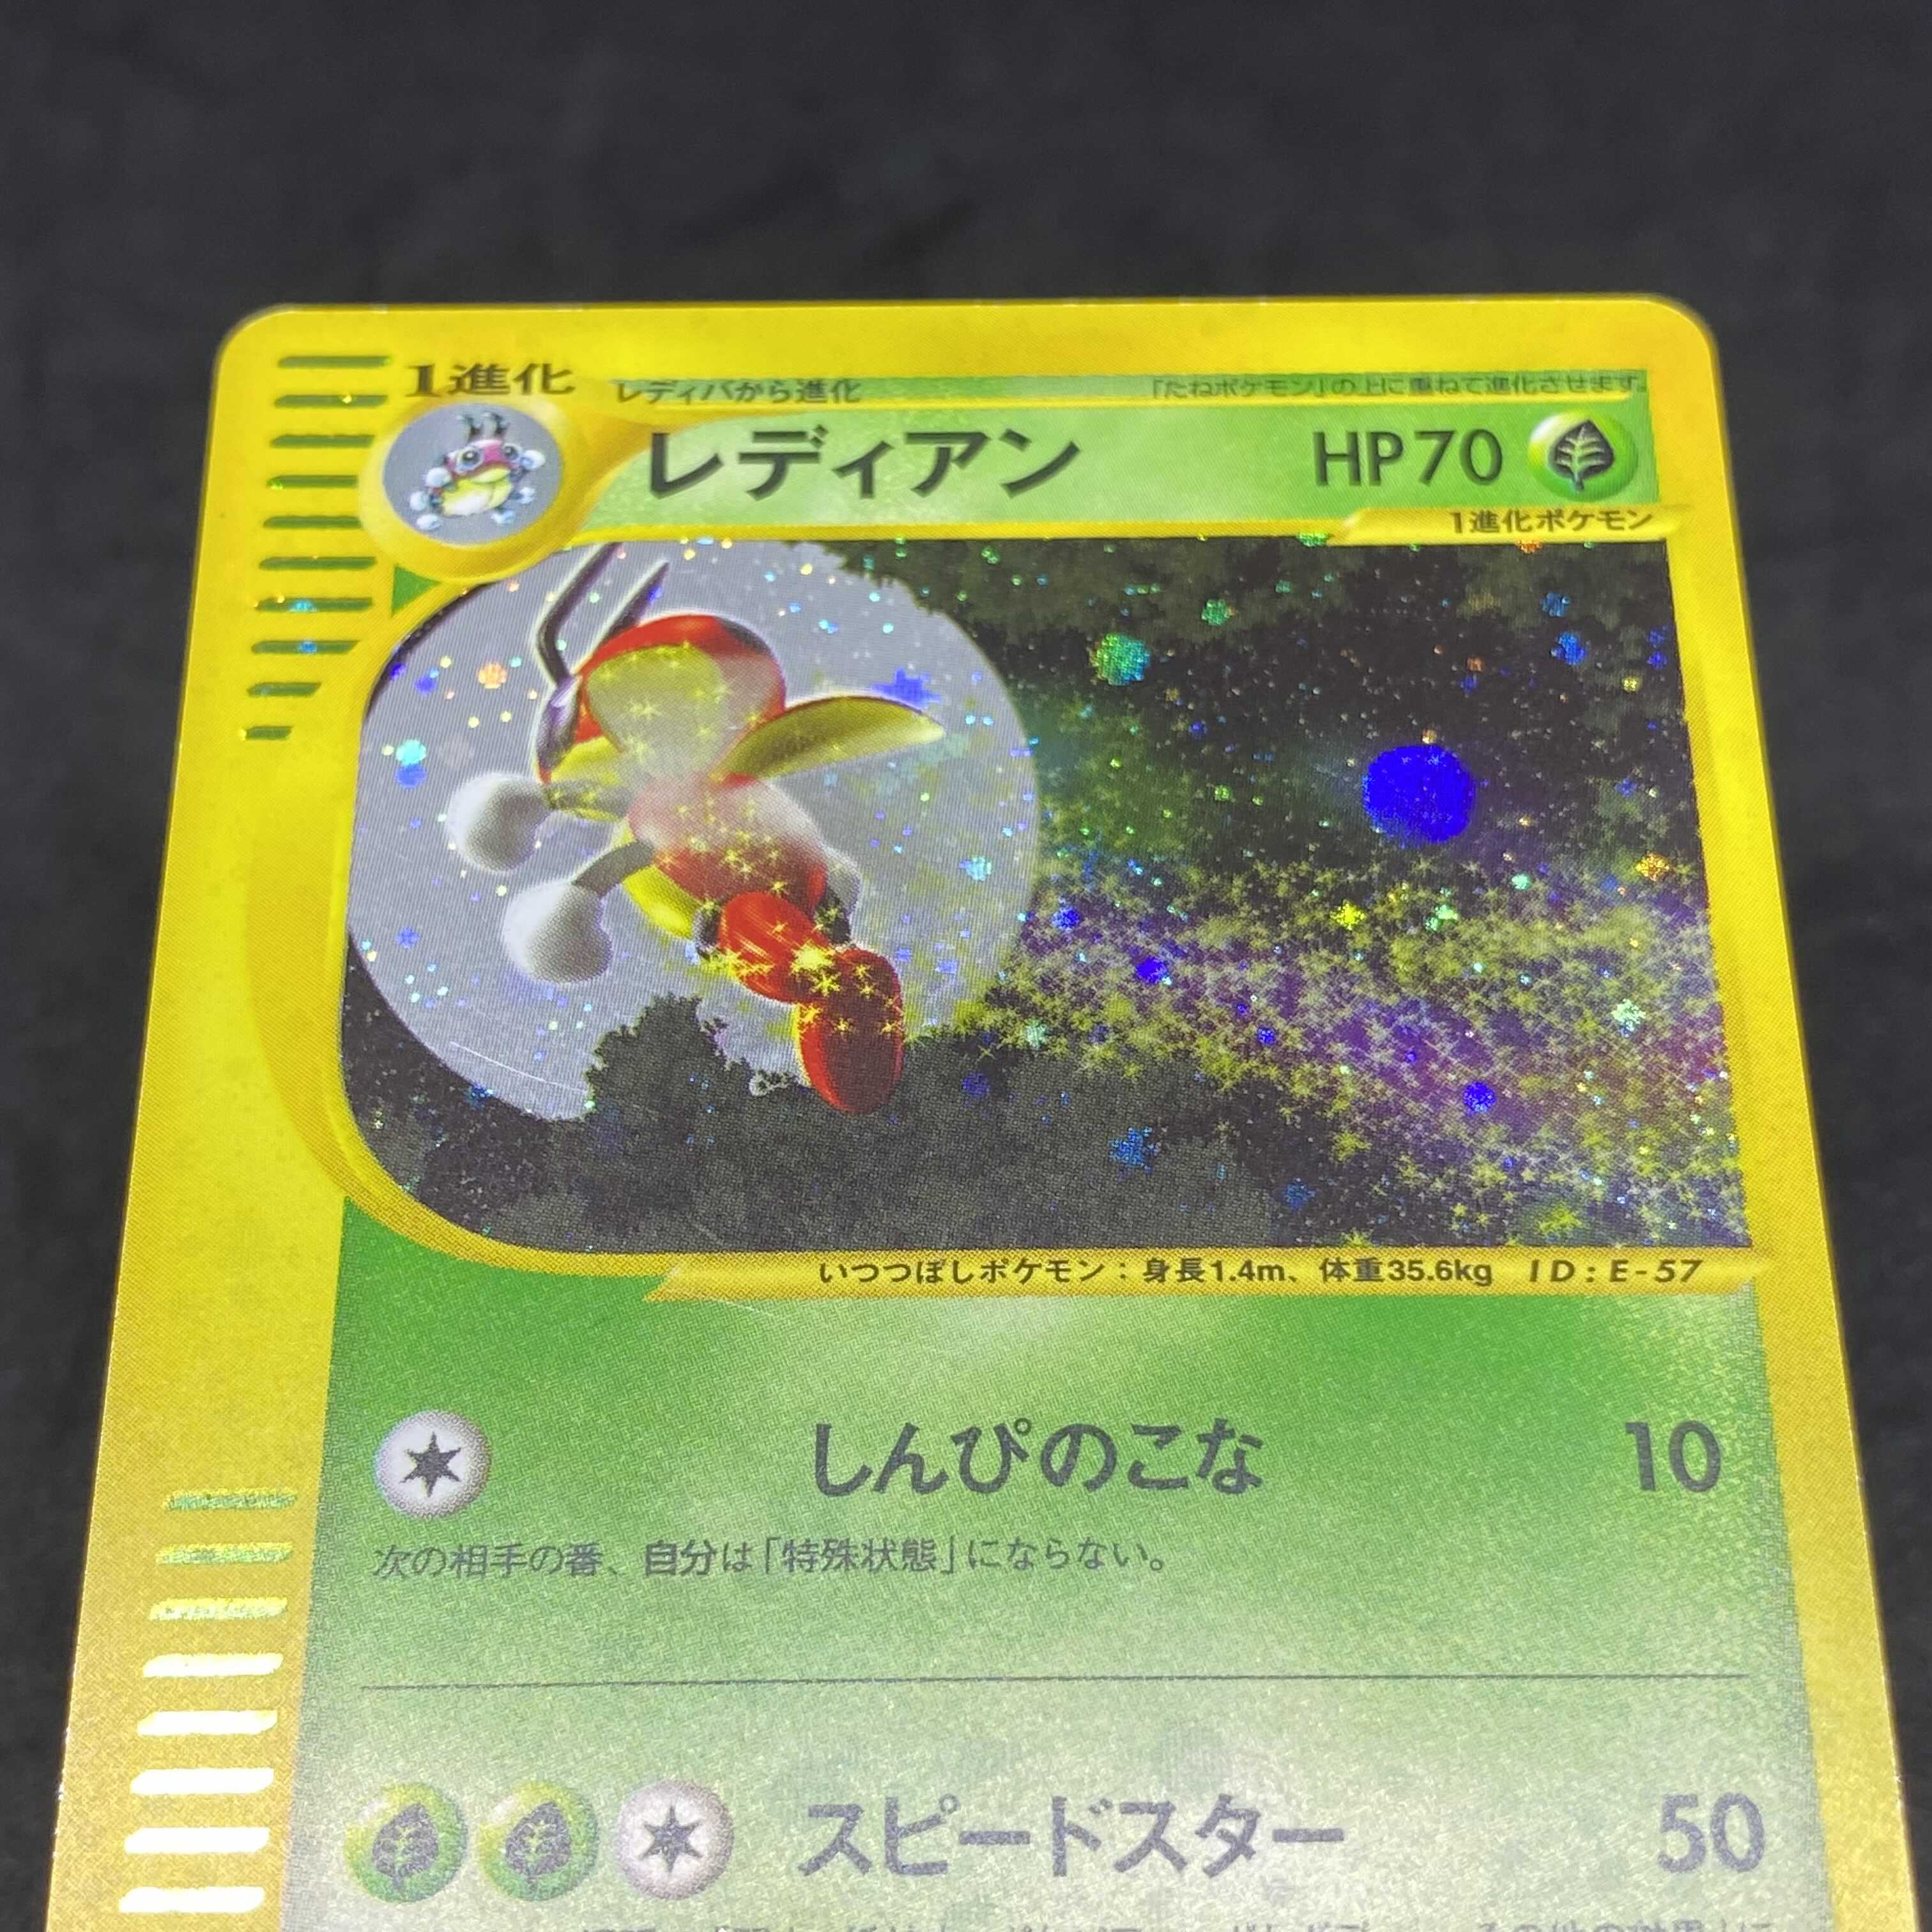 1進化
レディバから進化
「たねポケモン」の上に重ねて進化させます。
レディアン HP70
1進化ポケモン
いつつぼしポケモン：身長1.4m、体重35.6kg ID：E-57
しんぴのこな 10
次の相手の番、自分は「特殊状態」にならない。
スピードスター 50